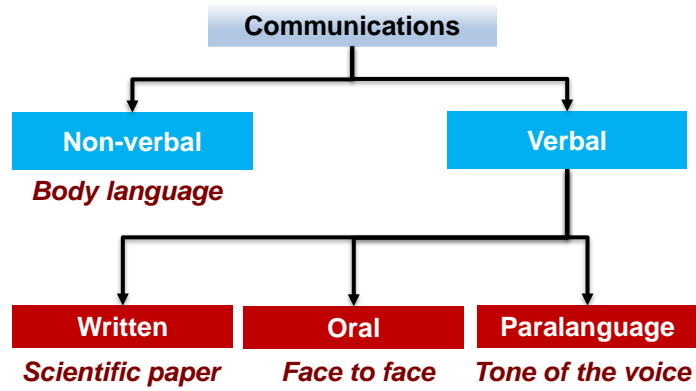 Communications
Non-verbal
Verbal
Body language
Written
Oral
Paralanguage
Scientific paper
Face to face
Tone of the voice